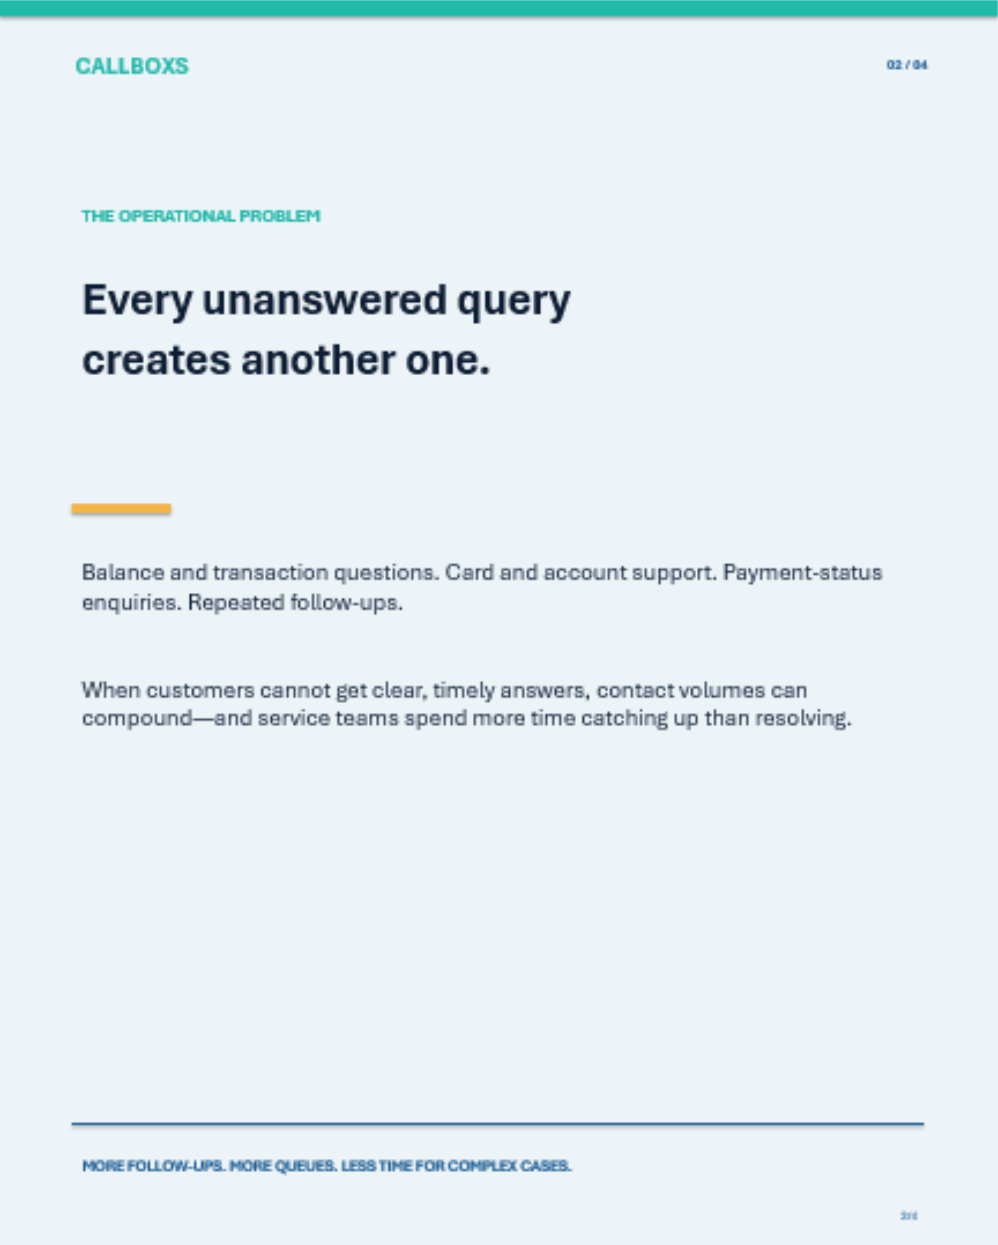 CALLBOXS
02 / 04
THE OPERATIONAL PROBLEM
Every unanswered query
creates another one.
Balance and transaction questions. Card and account support. Payment-status
enquiries. Repeated follow-ups.
When customers cannot get clear, timely answers, contact volumes can
compound—and service teams spend more time catching up than resolving.
MORE FOLLOW-UPS. MORE QUEUES. LESS TIME FOR COMPLEX CASES.